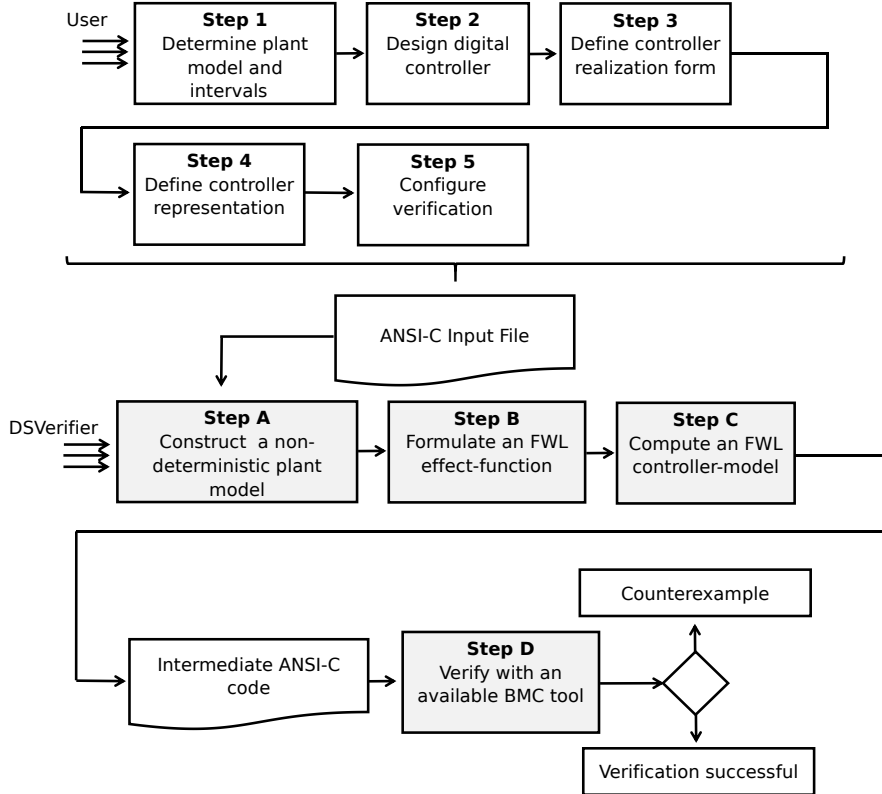 User
Step 1
Determine plant
model and
intervals
Step 2
Design digital
controller
Step 3
Define controller
realization form
Step 4
Define controller
representation
Step 5
Configure
verification
ANSI-C Input File
DSVerifier
Step A
Construct a non-
deterministic plant
model
Step B
Formulate an FWL
effect-function
Step C
Compute an FWL
controller-model
Intermediate ANSI-C
code
Step D
Verify with an
available BMC tool
Counterexample
Verification successful